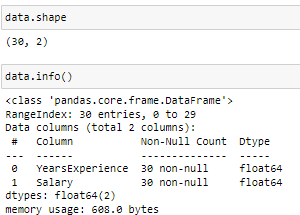 data.shape
(30, 2)
data.info()
<class 'pandas.core.frame.DataFrame'>
RangeIndex: 30 entries, 0 to 29
Data columns (total 2 columns):
 #   Column           Non-Null Count  Dtype
---  ------           --------------  -----
 0   YearsExperience  30 non-null     float64
 1   Salary           30 non-null     float64
dtypes: float64(2)
memory usage: 608.0 bytes